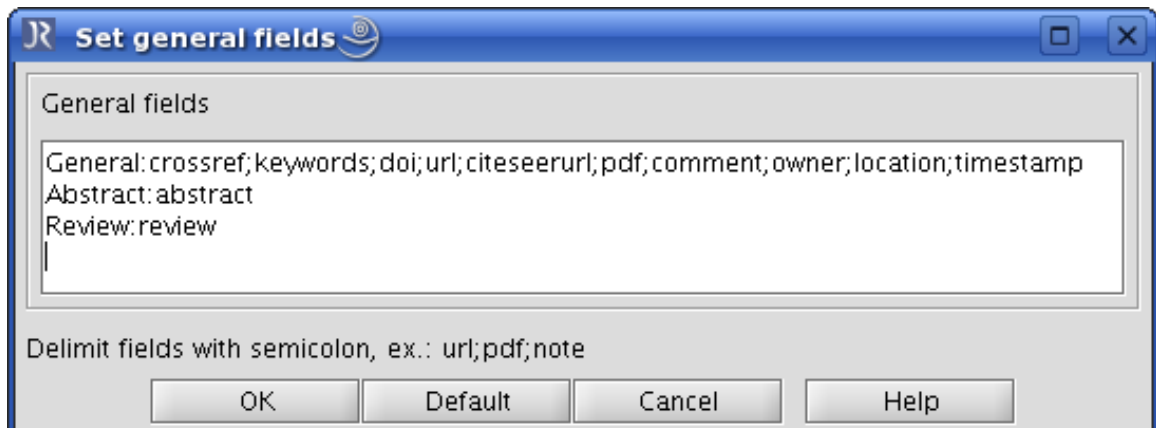 JR Set general fields
General fields
General:crossref;keywords;doi;url;citeseerurl;pdf;comment;owner;location;timestamp
Abstract:abstract
Review:review
Delimit fields with semicolon, ex.: url;pdf;note
OK Default Cancel Help